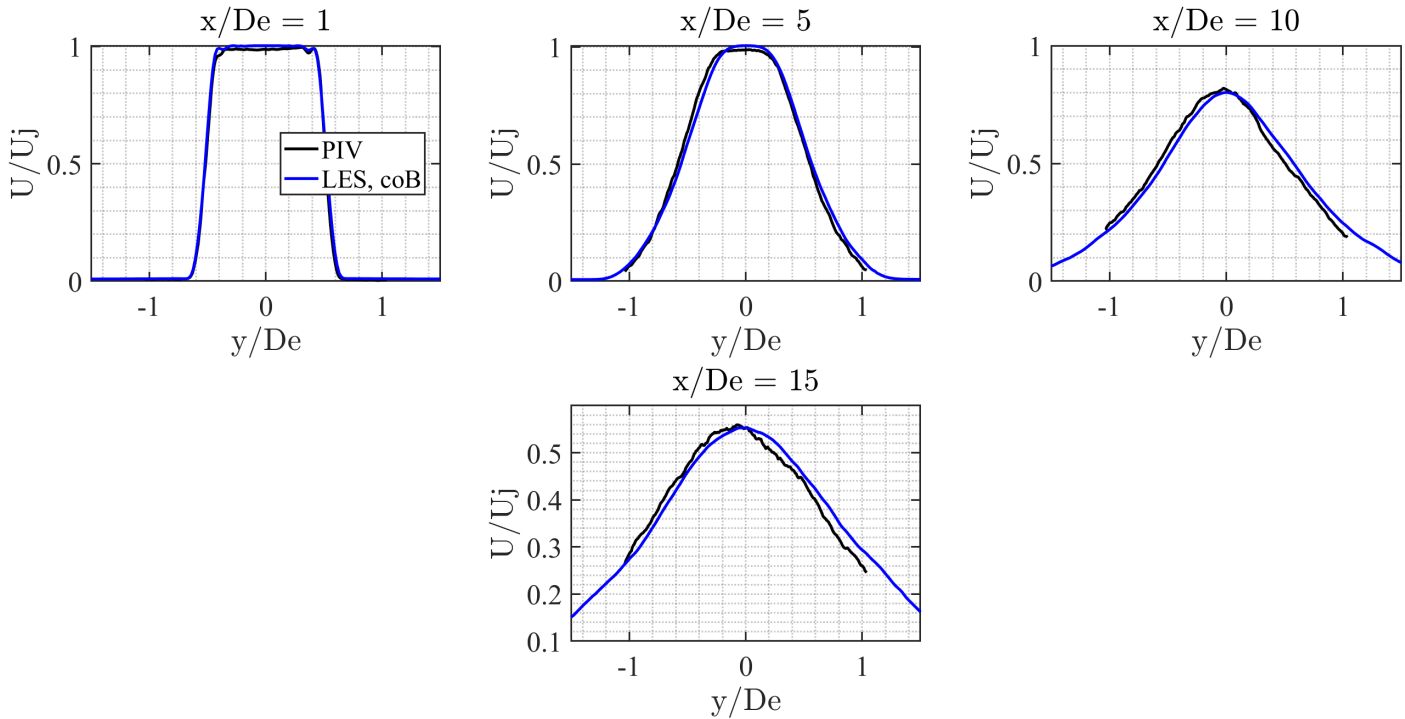 x/De = 1
1
0.5
0
U/Uj
-1
0
1
y/De
PIV
LES, coB
x/De = 5
1
0.5
0
U/Uj
-1
0
1
y/De
x/De = 10
1
0.5
0
U/Uj
-1
0
1
y/De
x/De = 15
0.5
0.4
0.3
0.2
0.1
U/Uj
-1
0
1
y/De